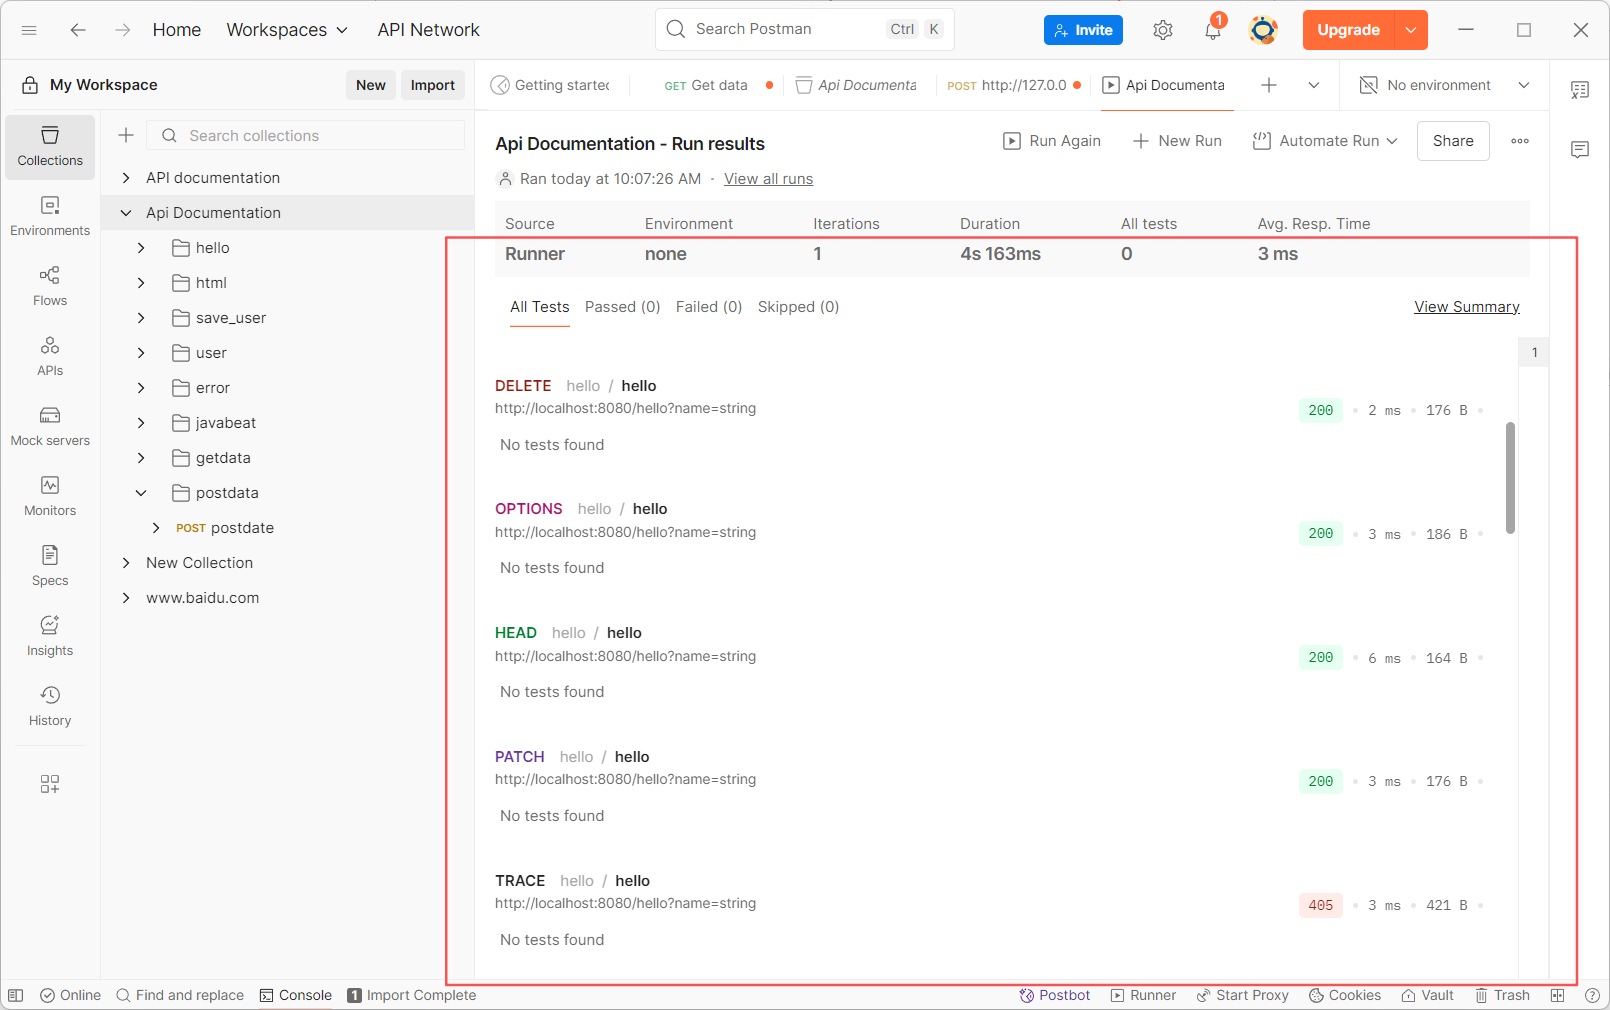 Home
Workspaces
API Network
Search Postman
Ctrl K
Invite
1
Upgrade
My Workspace
New
Import
Getting started
GET Get data
Api Documenta
POST http://127.0.0
Api Documenta
No environment
Collections
Environments
Flows
APIs
Mock servers
Monitors
Specs
Insights
History
Search collections
API documentation
Api Documentation
hello
html
save_user
user
error
javabeat
getdata
postdata
POST postdate
New Collection
www.baidu.com
Api Documentation - Run results
Run Again
New Run
Automate Run
Share
Ran today at 10:07:26 AM · View all runs
Source Environment Iterations Duration All tests Avg. Resp. Time
Runner none 1 4s 163ms 0 3 ms
All Tests Passed (0) Failed (0) Skipped (0) View Summary
1
DELETE hello / hello
http://localhost:8080/hello?name=string
200 • 2 ms • 176 B •
No tests found
OPTIONS hello / hello
http://localhost:8080/hello?name=string
200 • 3 ms • 186 B •
No tests found
HEAD hello / hello
http://localhost:8080/hello?name=string
200 • 6 ms • 164 B •
No tests found
PATCH hello / hello
http://localhost:8080/hello?name=string
200 • 3 ms • 176 B •
No tests found
TRACE hello / hello
http://localhost:8080/hello?name=string
405 • 3 ms • 421 B •
No tests found
Online
Find and replace
Console
1 Import Complete
Postbot
Runner
Start Proxy
Cookies
Vault
Trash